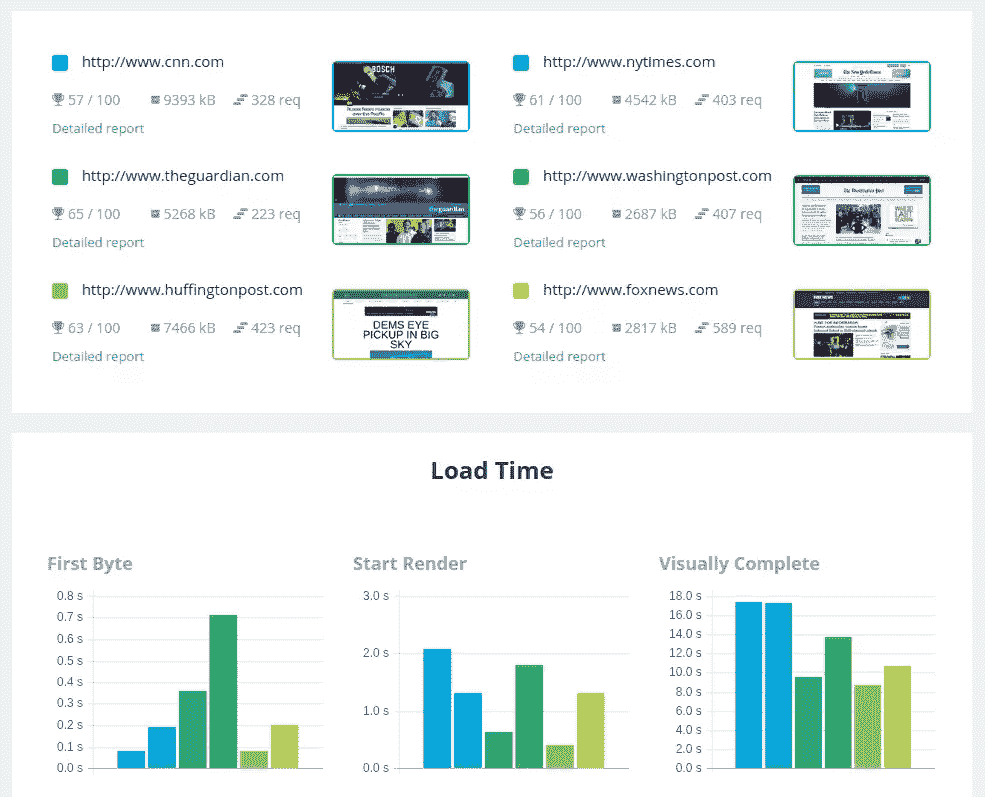 http://www.cnn.com
57 / 100 9393 kB 328 req
Detailed report
BOSCH
http://www.nytimes.com
61 / 100 4542 kB 403 req
Detailed report
The New York Times
http://www.theguardian.com
65 / 100 5268 kB 223 req
Detailed report
theguardian
http://www.washingtonpost.com
56 / 100 2687 kB 407 req
Detailed report
http://www.huffingtonpost.com
63 / 100 7466 kB 423 req
Detailed report
DEMS EYE
PICKUP IN BIG
SKY
http://www.foxnews.com
54 / 100 2817 kB 589 req
Detailed report
Load Time
First Byte
0.8 s
0.7 s
0.6 s
0.5 s
0.4 s
0.3 s
0.2 s
0.1 s
0.0 s
Start Render
3.0 s
2.0 s
1.0 s
0.0 s
Visually Complete
18.0 s
16.0 s
14.0 s
12.0 s
10.0 s
8.0 s
6.0 s
4.0 s
2.0 s
0.0 s